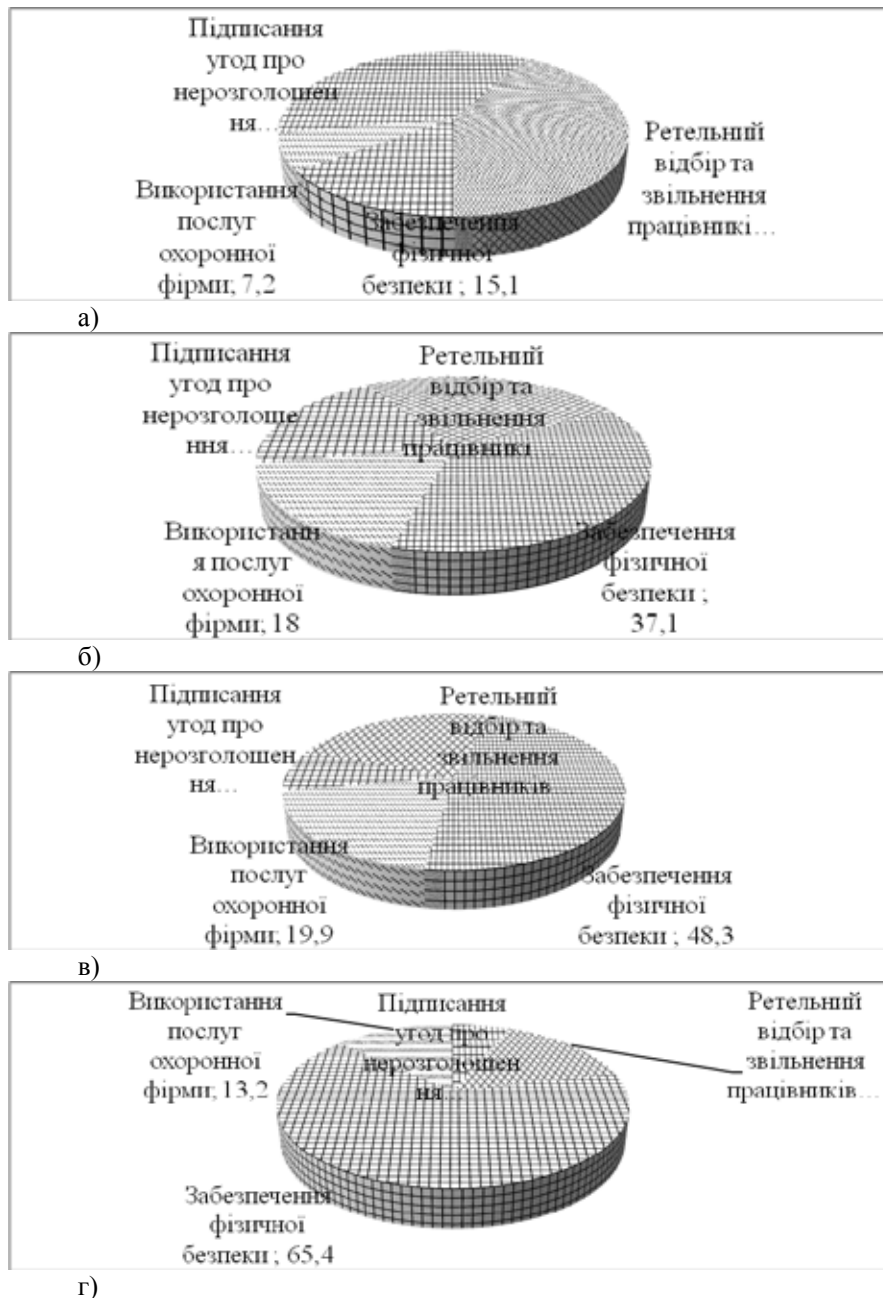 Підписання
угод про
нерозголошен
ня…
Ретельний
відбір та
звільнення
працівникі…
Використання
послуг
охоронної
фірми; 7,2
Забезпечення
фізичної
безпеки ; 15,1
а)
Підписання
угод про
нерозголоше
ння…
Ретельний
відбір та
звільнення
працівникі
Використанн
я послуг
охоронної
фірми; 18
Забезпечення
фізичної
безпеки ;
37,1
б)
Підписання
угод про
нерозголошен
ня…
Ретельний
відбір та
звільнення
працівників…
Використання
послуг
охоронної
фірми; 19,9
Забезпечення
фізичної
безпеки ; 48,3
в)
Використання
послуг
охоронної
фірми; 13,2
Підписання
угод про
нерозголошен
ня…
Ретельний
відбір та
звільнення
працівників…
Забезпечення
фізичної
безпеки ; 65,4
г)